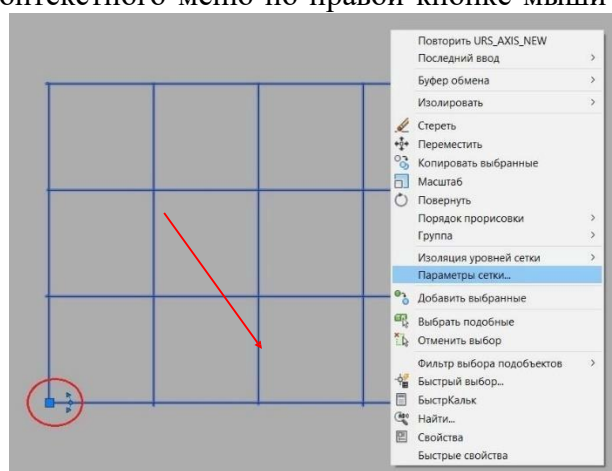 онтекстного меню по правой кнопке мыши
Повторить URS_AXIS_NEW
Последний ввод
Буфер обмена
Изолировать
Стереть
Переместить
Копировать выбранные
Масштаб
Повернуть
Порядок прорисовки
Группа
Изоляция уровней сетки
Параметры сетки...
Добавить выбранные
Выбрать подобные
Отменить выбор
Фильтр выбора подобъектов
Быстрый выбор...
БыстрКальк
Найти...
Свойства
Быстрые свойства